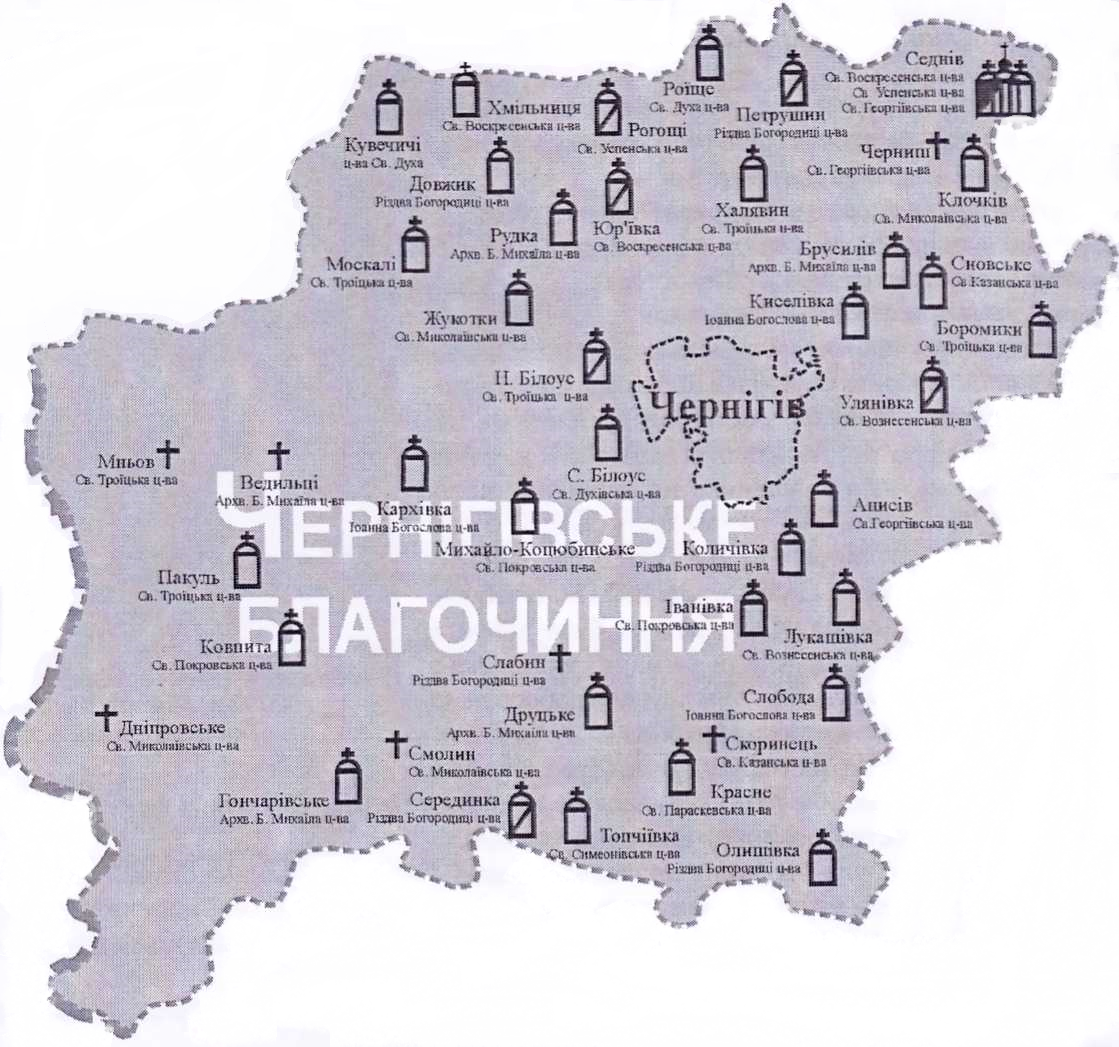 Седнів
Св. Воскресенська ц-ва
Св Успенська ц-ва
Св. Георгіївська ц-ва
Роїще
Св. Духа ц-ва
Петрушин
Різдва Богородиці ц-ва
Хмільниця
Св. Воскресенська ц-ва
Рогощі
Св. Успенська ц-ва
Кувечичі
ц-ва Св. Духа
Черниш
Св. Георгіївська ц-ва
Довжик
Різдва Богородиці ц-ва
Клочків
Св. Миколаївська ц-ва
Халявин
Св. Троїцька ц-ва
Юр'ївка
Св. Воскресенська ц-ва
Рудка
Арх. Б. Михаїла ц-ва
Москалі
Св. Троїцька ц-ва
Брусилів
Арх. Б. Михаїла ц-ва
Сновське
Св Казанська ц-ва
Киселівка
Іоанна Богослова ц-ва
Жукотки
Св. Миколаївська ц-ва
Боромики
Св. Троїцька ц-ва
Н. Білоус
Св. Троїцька ц-ва
Чернігів
Улянівка
Св. Вознесенська ц-ва
Мньов
Св. Троїцька ц-ва
Ведильці
Архв. Б. Михаїла ц-ва
С. Білоус
Св. Духівська ц-ва
Кархівка
Іоанна Богослова ц-ва
Анисів
Св.Георгіївська ц-ва
ЧЕРНІГІВСЬКЕ
Михайло-Коцюбинське
Св. Покровська ц-ва
Количівка
Різдва Богородиці ц-ва
Пакуль
Св. Троїцька ц-ва
БЛАГОЧИННЯ
Іванівка
Св. Покровська ц-ва
Лукашівка
Св. Вознесенська ц-ва
Ковпита
Св. Покровська ц-ва
Слабин
Різдва Богородиці ц-ва
Слобода
Іоанна Богослова ц-ва
Друцьке
Арх. Б. Михаїла ц-ва
Дніпровське
Св. Миколаївська ц-ва
Скоринець
Св. Казанська ц-ва
Смолин
Св. Миколаївська ц-ва
Красне
Св. Параскевська ц-ва
Гончарівське
Арх. Б. Михаїла ц-ва
Серединка
Різдва Богородиці ц-ва
Топчіївка
Св. Симеонівська ц-ва
Олишівка
Різдва Богородиці ц-ва